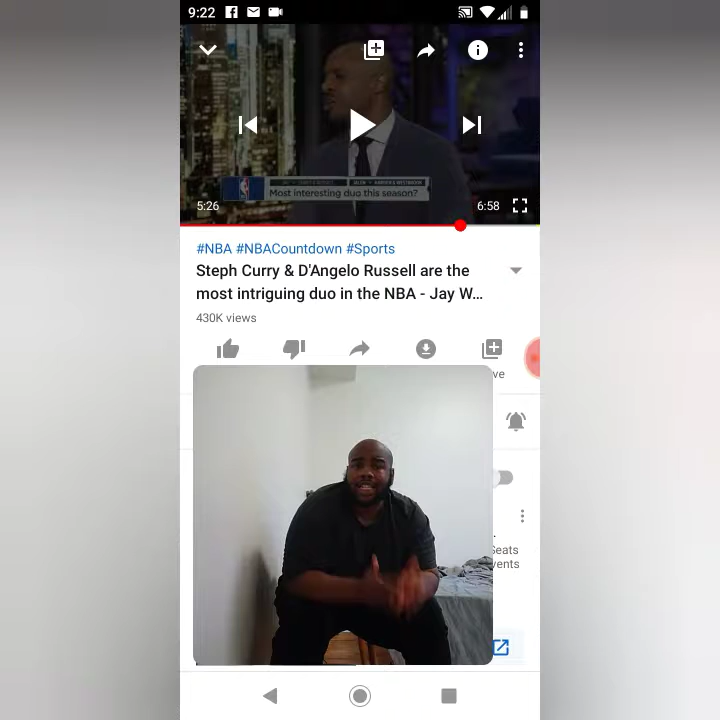 9:22
Most interesting duo this season?
5:26
6:58
#NBA #NBACountdown #Sports
Steph Curry & D'Angelo Russell are the
most intriguing duo in the NBA - Jay W...
430K views
ve
Seats
vents